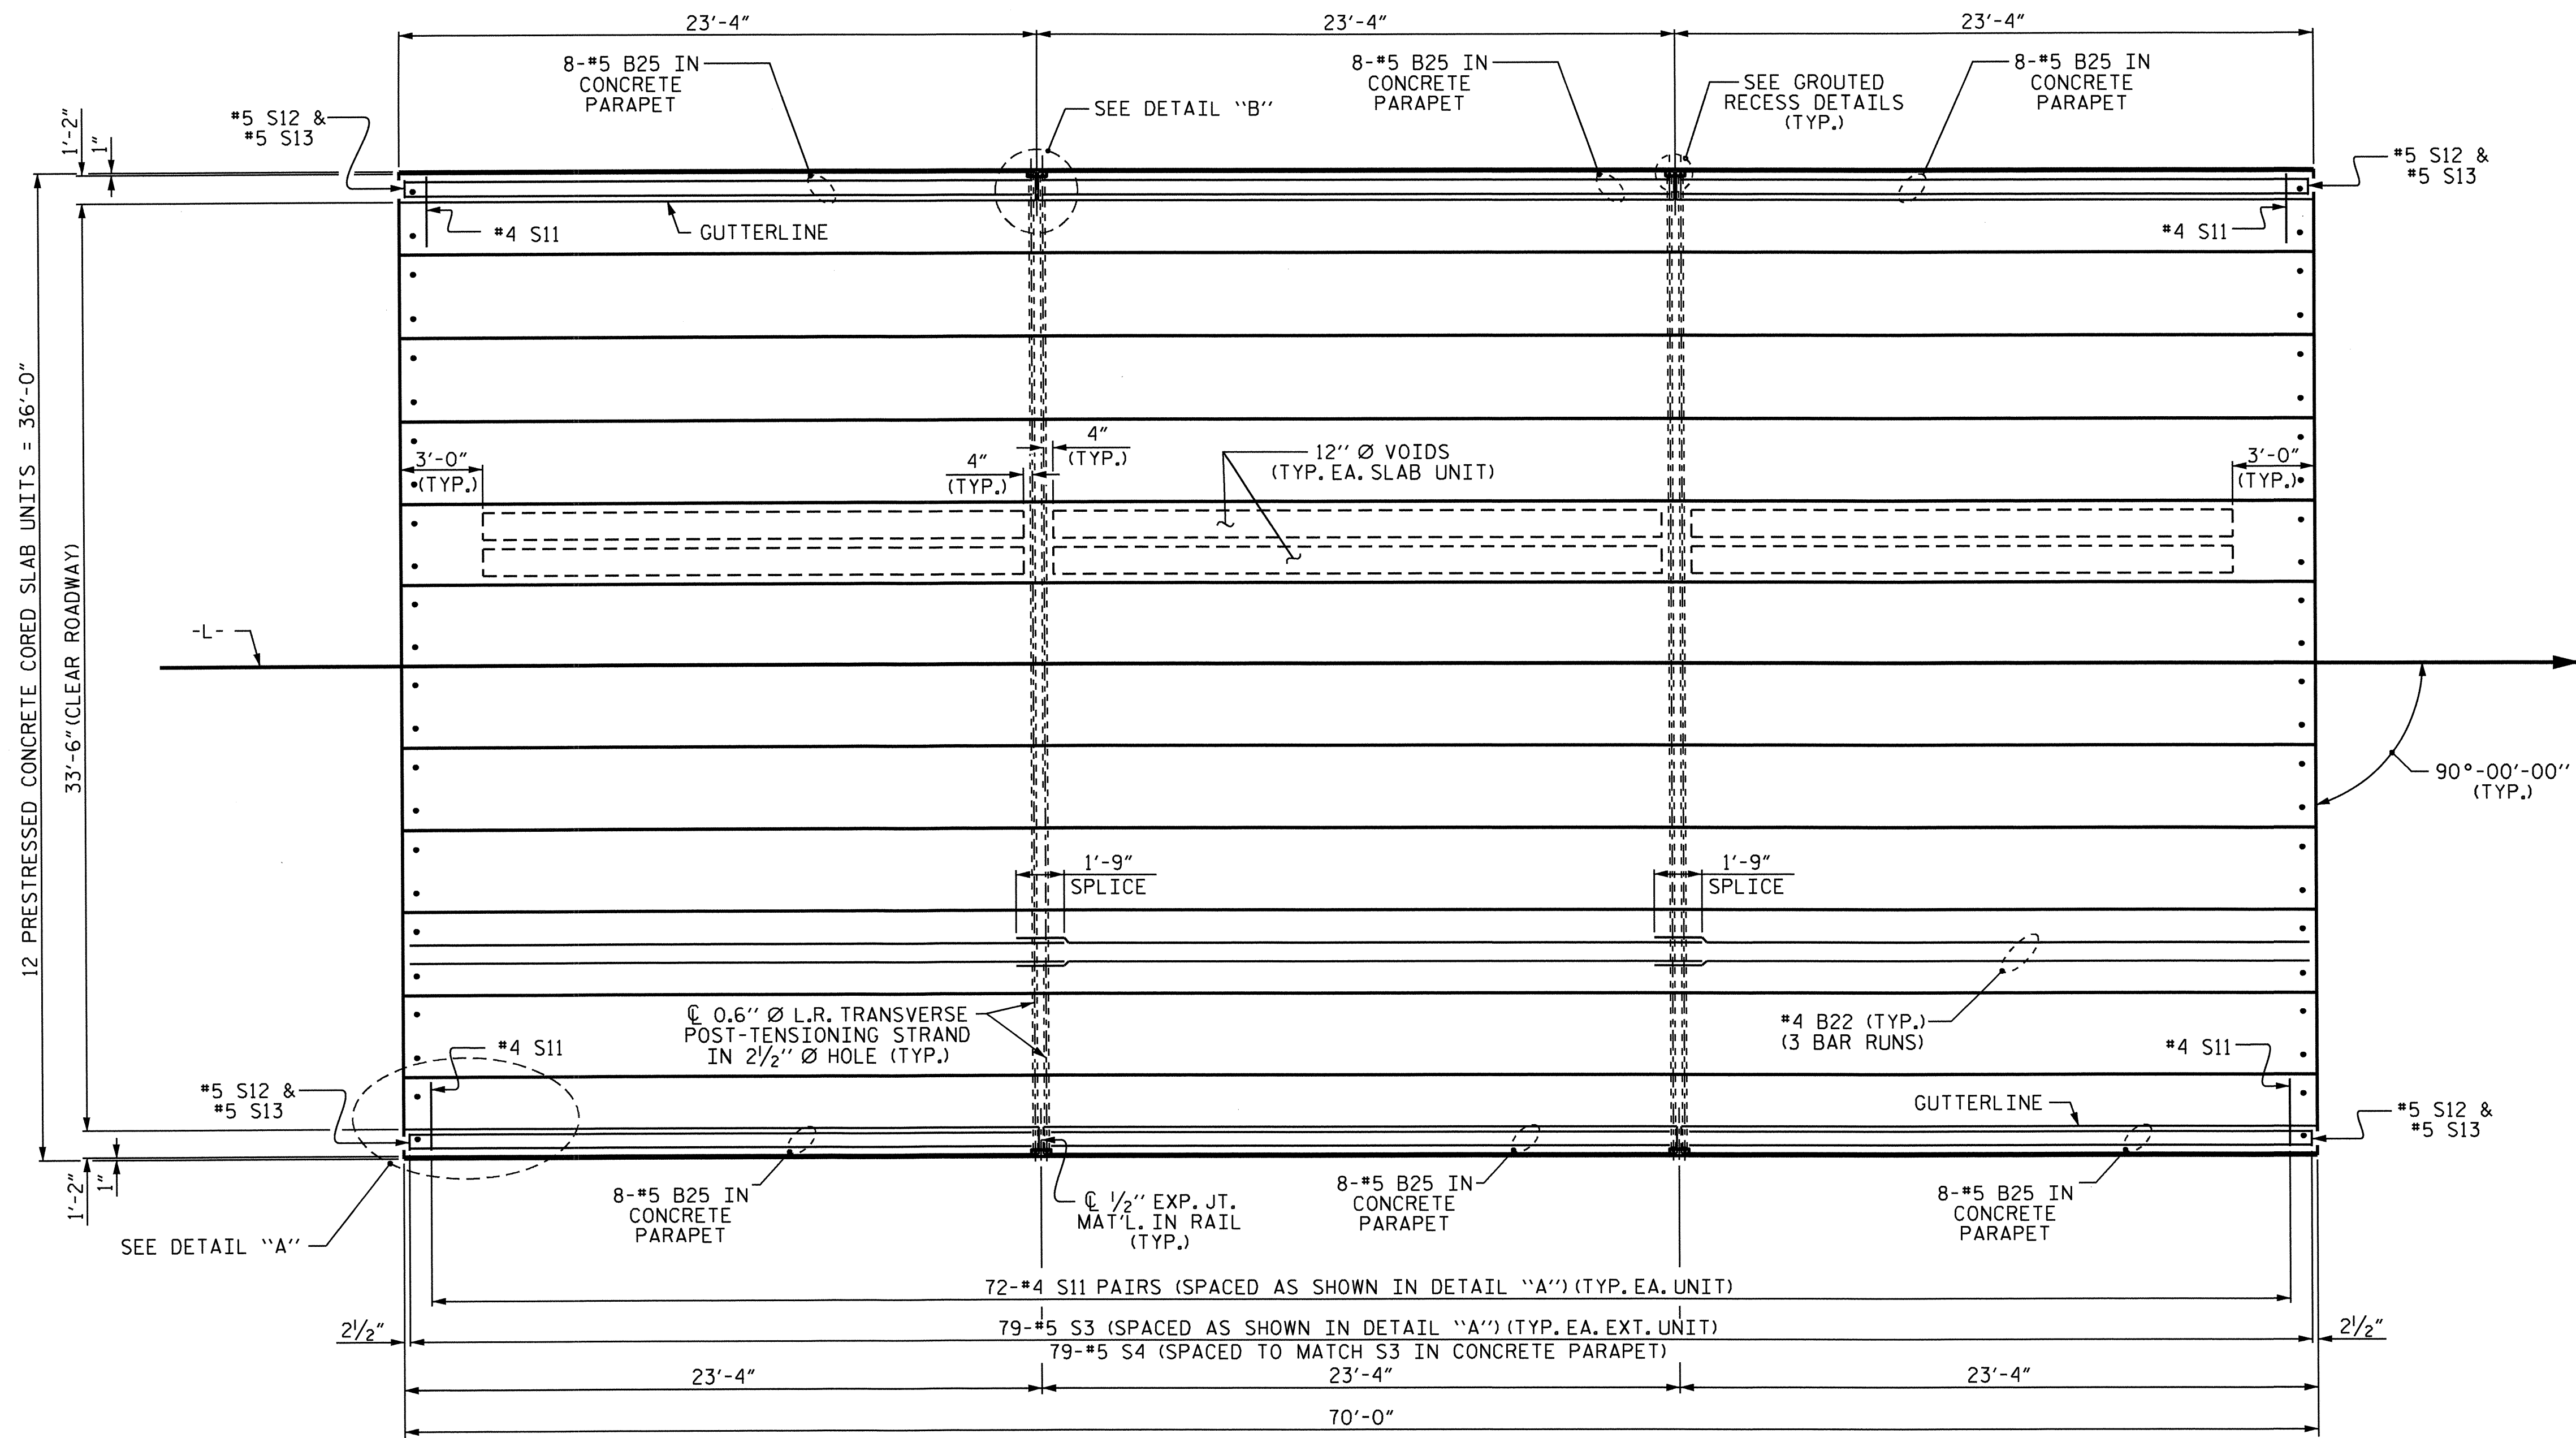 23'-4"
23'-4"
23'-4"
8-#5 B25 IN
CONCRETE
PARAPET
8-#5 B25 IN
CONCRETE
PARAPET
SEE GROUTED
RECESS DETAILS
(TYP.)
8-#5 B25 IN
CONCRETE
PARAPET
SEE DETAIL "B"
#5 S12 &
#5 S13
1'-2"
1"
#5 S12 &
#5 S13
#4 S11
GUTTERLINE
#4 S11
12 PRESTRESSED CONCRETE CORED SLAB UNITS = 36'-0"
33'-6" (CLEAR ROADWAY)
3'-0"
(TYP.)
4"
(TYP.)
4"
(TYP.)
12" Ø VOIDS
(TYP. EA. SLAB UNIT)
3'-0"
(TYP.)
-L-
90°-00'-00"
(TYP.)
1'-9"
SPLICE
1'-9"
SPLICE
℄ 0.6" Ø L.R. TRANSVERSE
POST-TENSIONING STRAND
IN 2½" Ø HOLE (TYP.)
#4 B22 (TYP.)
(3 BAR RUNS)
#4 S11
#4 S11
#5 S12 &
#5 S13
GUTTERLINE
#5 S12 &
#5 S13
1'-2"
1"
8-#5 B25 IN
CONCRETE
PARAPET
℄ ½" EXP. JT.
MAT'L. IN RAIL
(TYP.)
8-#5 B25 IN
CONCRETE
PARAPET
8-#5 B25 IN
CONCRETE
PARAPET
SEE DETAIL "A"
72-#4 S11 PAIRS (SPACED AS SHOWN IN DETAIL "A") (TYP. EA. UNIT)
2½"
79-#5 S3 (SPACED AS SHOWN IN DETAIL "A") (TYP. EA. EXT. UNIT)
2½"
79-#5 S4 (SPACED TO MATCH S3 IN CONCRETE PARAPET)
23'-4"
23'-4"
23'-4"
70'-0"